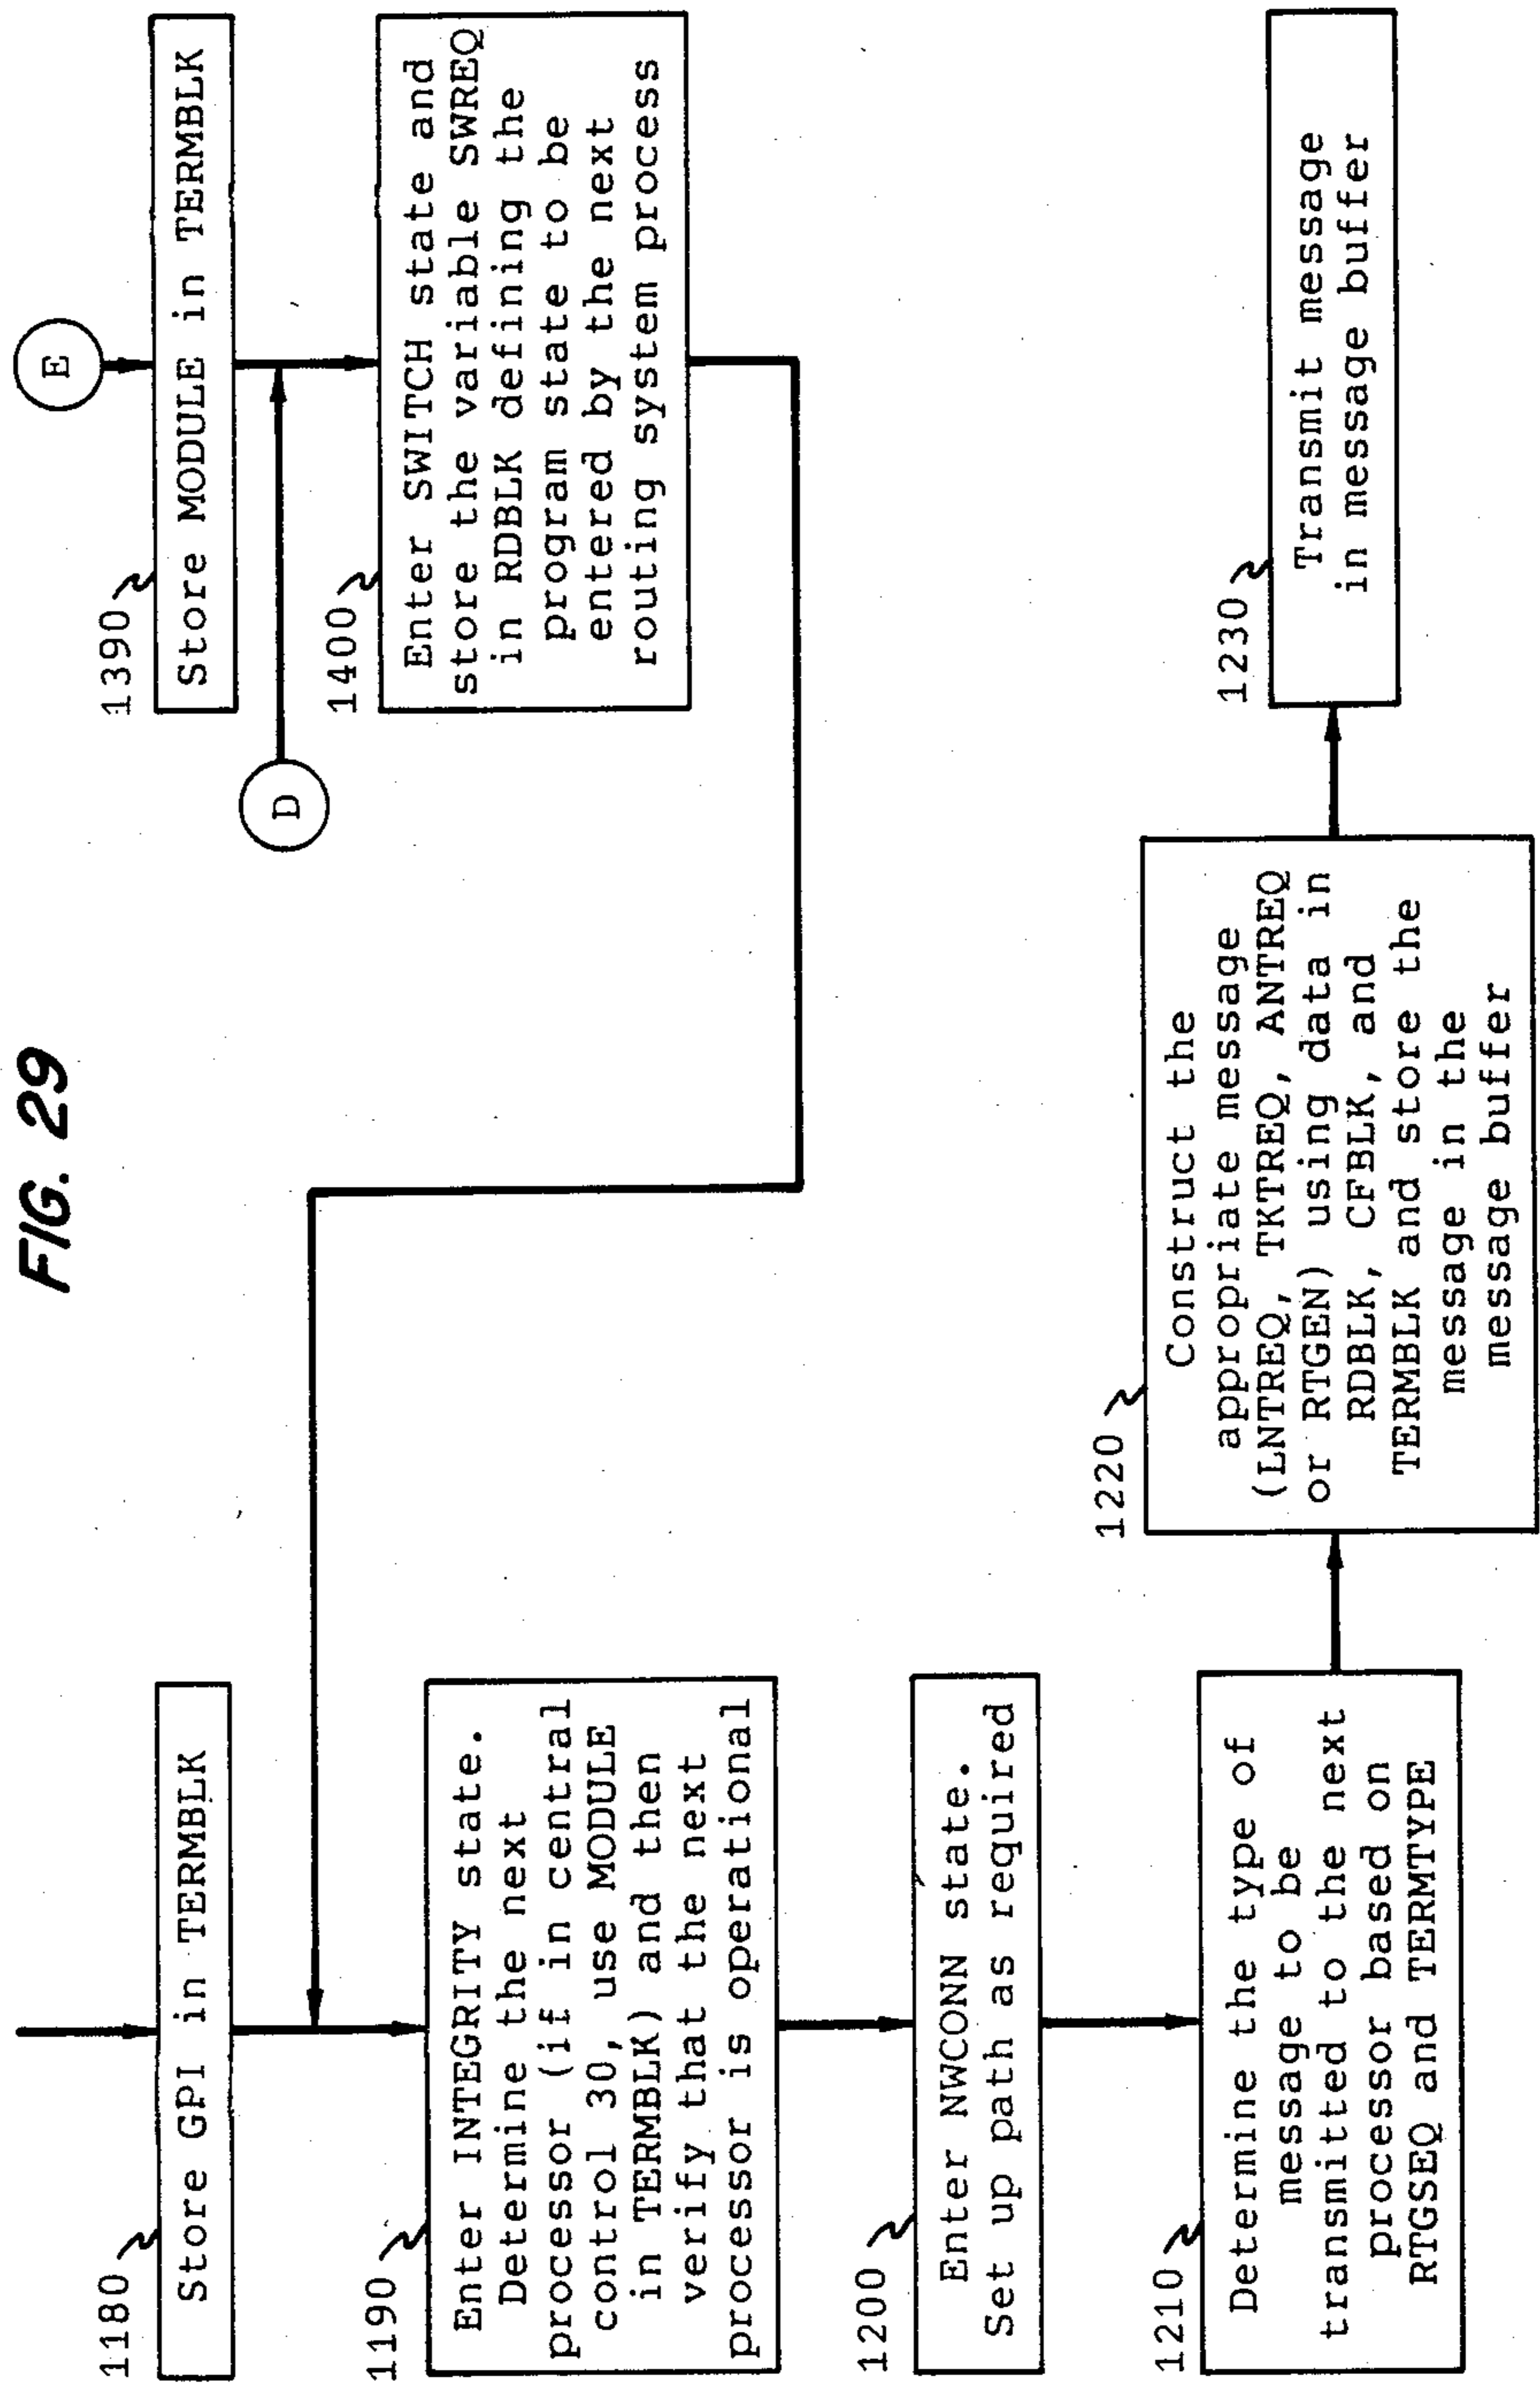 FIG. 29
1180
Store GPI in TERMBLK
1190
Enter INTEGRITY state.
Determine the next
processor (if in central
control 30, use MODULE
in TERMBLK) and then
verify that the next
processor is operational
1200
Enter NWCONN state.
Set up path as required
1210
Determine the type of
message to be
transmitted to the next
processor based on
RTGSEQ and TERMTYPE
1220
Construct the
appropriate message
(LNTREQ, TKTREQ, ANTREQ
or RTGEN) using data in
RDBLK, CFBLK, and
TERMBLK and store the
message in the
message buffer
E
1390
Store MODULE in TERMBLK
D
1400
Enter SWITCH state and
store the variable SWREQ
in RDBLK defining the
program state to be
entered by the next
routing system process
1230
Transmit message
in message buffer